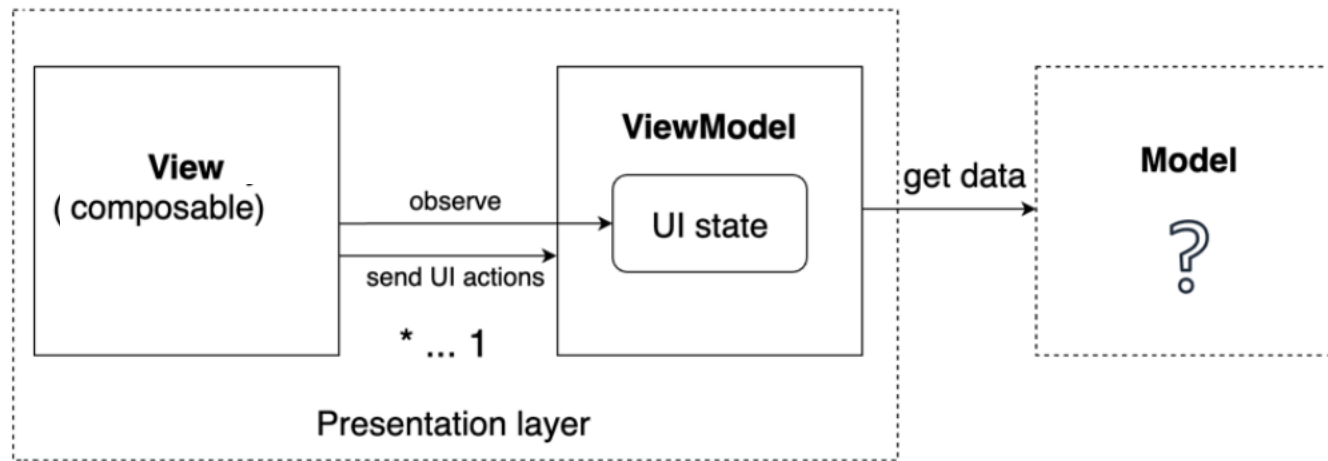 View
( composable)
observe
send UI actions
* ... 1
ViewModel
UI state
get data
Model
?
Presentation layer